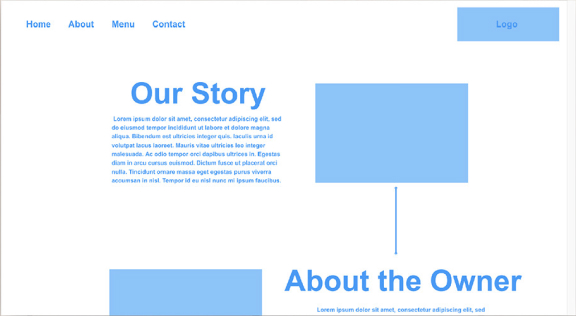 Home About Menu Contact
Logo
Our Story
Lorem ipsum dolor sit amet, consectetur adipiscing elit, sed
do eiusmod tempor incididunt ut labore et dolore magna
aliqua. Bibendum est ultricies integer quis. Iaculis urna id
volutpat lacus laoreet. Mauris vitae ultricies leo integer
malesuada. Ac odio tempor orci dapibus ultrices in. Egestas
diam in arcu cursus euismod. Dictum fusce ut placerat orci
nulla. Tincidunt ornare massa eget egestas purus viverra
accumsan in nisl. Tempor id eu nisl nunc mi ipsum faucibus.
About the Owner
Lorem ipsum dolor sit amet, consectetur adipiscing elit, sed